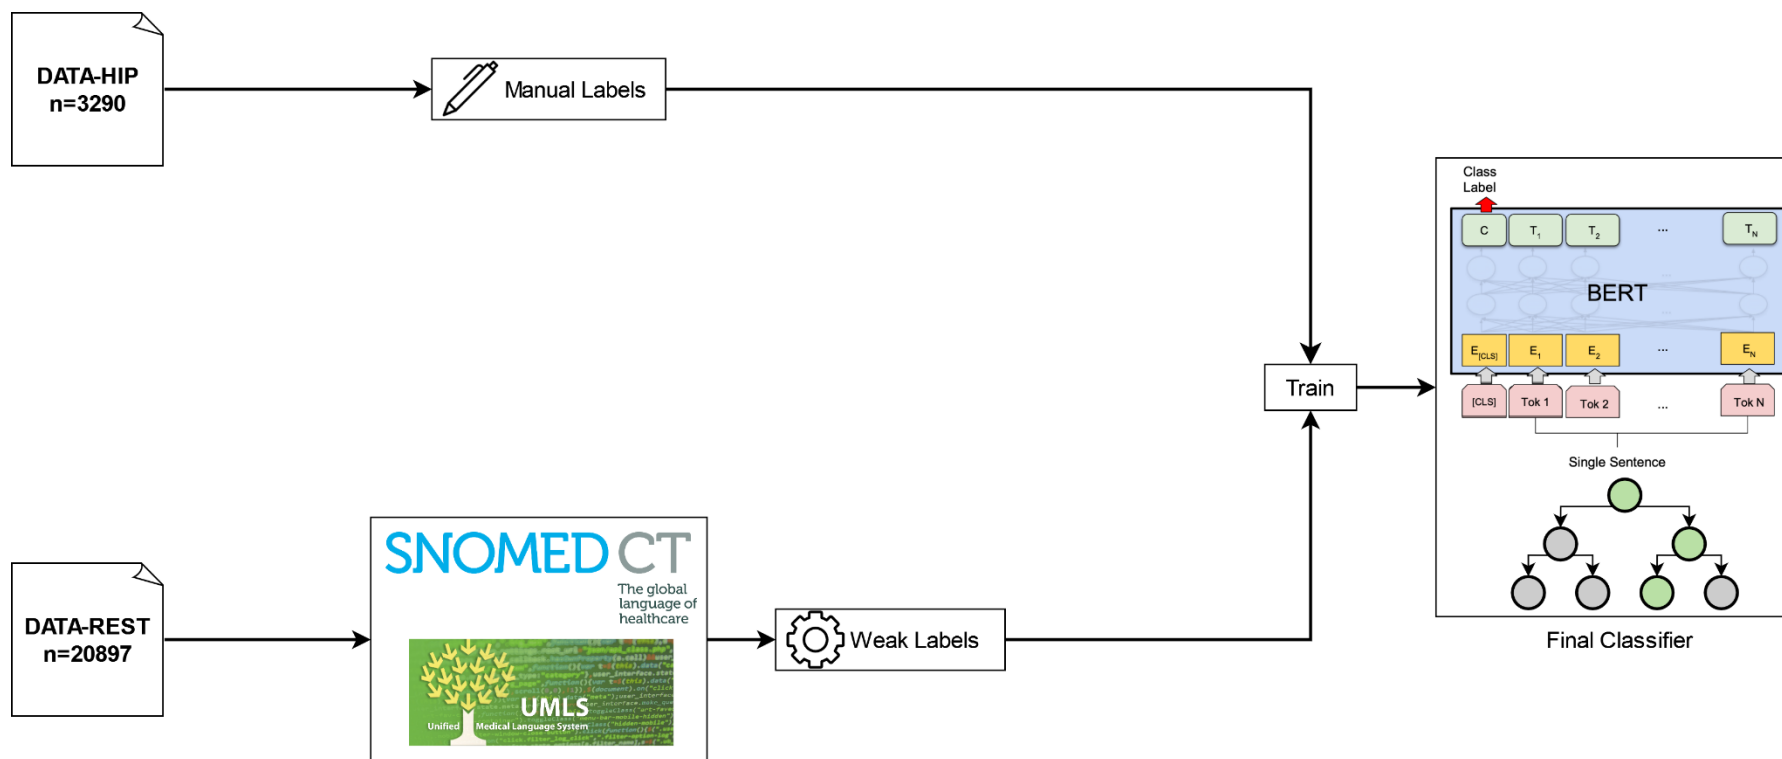 DATA-HIP
n=3290
Manual Labels
Class
Label
C T1 T2 ... TN
...
...
BERT
E[CLS] E1 E2 ... EN
[CLS] Tok 1 Tok 2 ... Tok N
Single Sentence
Train
Final Classifier
DATA-REST
n=20897
SNOMED CT
The global
language of
healthcare
UMLS
Unified Medical Language System
Weak Labels